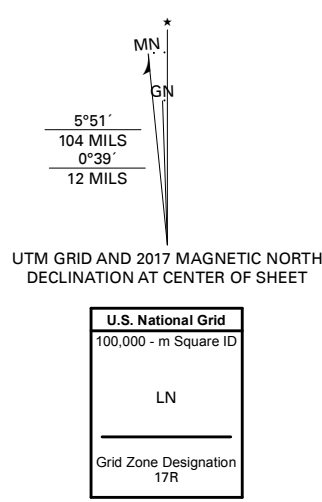 ★
MN
GN
5°51´
104 MILS
0°39´
12 MILS
UTM GRID AND 2017 MAGNETIC NORTH
DECLINATION AT CENTER OF SHEET
U.S. National Grid
100,000 - m Square ID
LN
Grid Zone Designation
17R